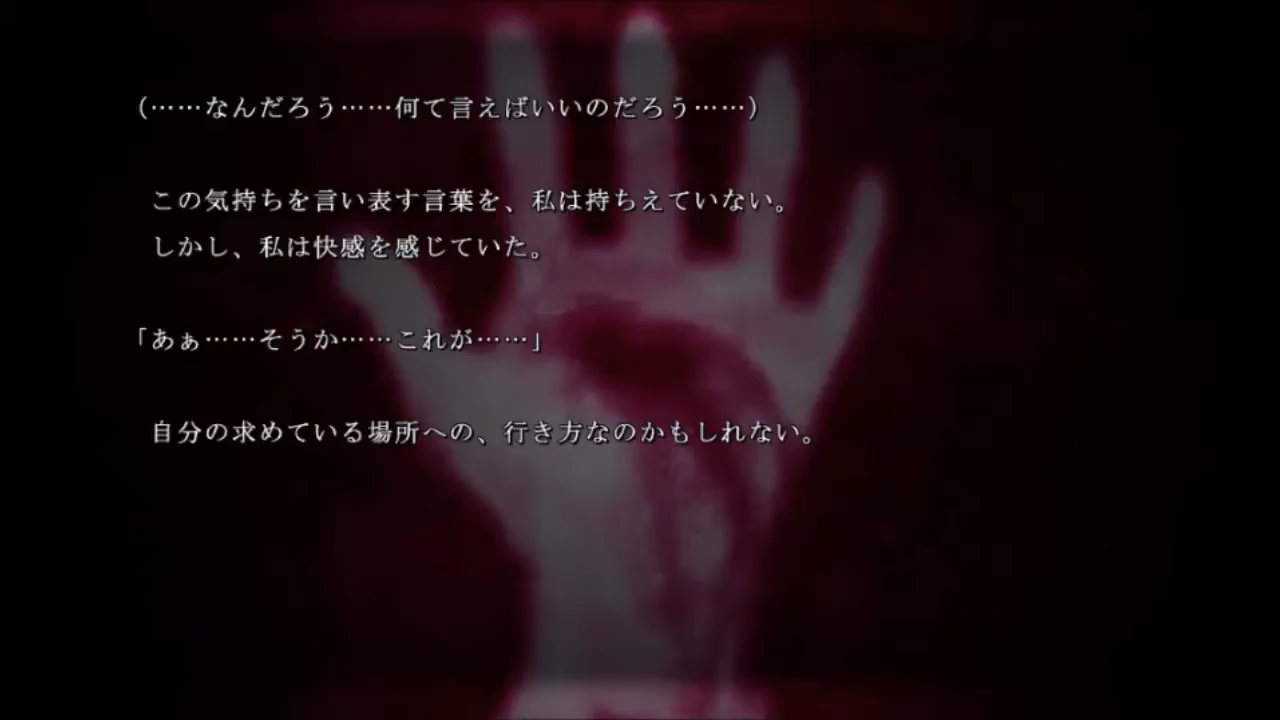 (……なんだろう……何て言えばいいのだろう……)
この気持ちを言い表す言葉を、私は持ちえていない。
しかし、私は快感を感じていた。
「あぁ……そうか……これが……」
自分の求めている場所への、行き方なのかもしれない。